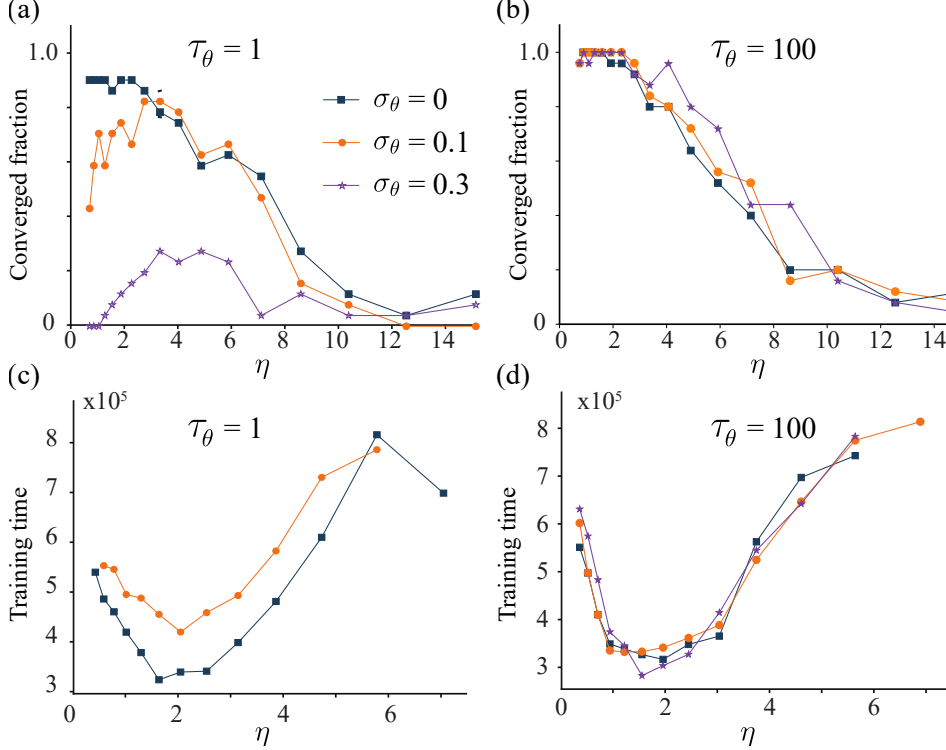 (a)
τθ = 1
1.0
Converged fraction
0
σθ = 0
σθ = 0.1
σθ = 0.3
0 2 4 6 8 10 12 14
η
(b)
τθ = 100
1.0
Converged fraction
0
0 2 4 6 8 10 12 14
η
(c)
x10⁵
τθ = 1
8
7
6
5
4
3
Training time
0 2 4 6
η
(d)
x10⁵
τθ = 100
8
7
6
5
4
3
Training time
0 2 4 6
η